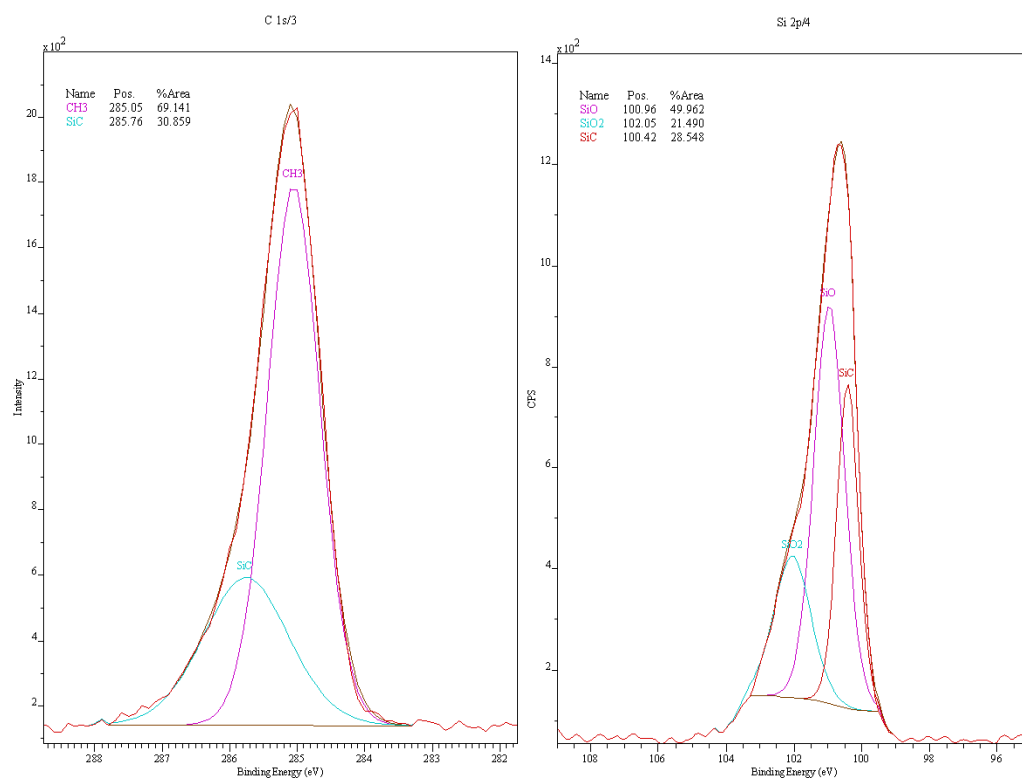 C 1s/3
x 10²
Name Pos. %Area
CH3 285.05 69.141
SiC 285.76 30.859
20
18
16
14
12
10
8
6
4
2
Intensity
CH3
SiC
288 287 286 285 284 283 282
Binding Energy (eV)
Si 2p/4
x 10²
Name Pos. %Area
SiO 100.96 49.962
SiO2 102.05 21.490
SiC 100.42 28.548
14
12
10
8
6
4
2
CPS
SiO
SiC
SiO2
108 106 104 102 100 98 96
Binding Energy (eV)